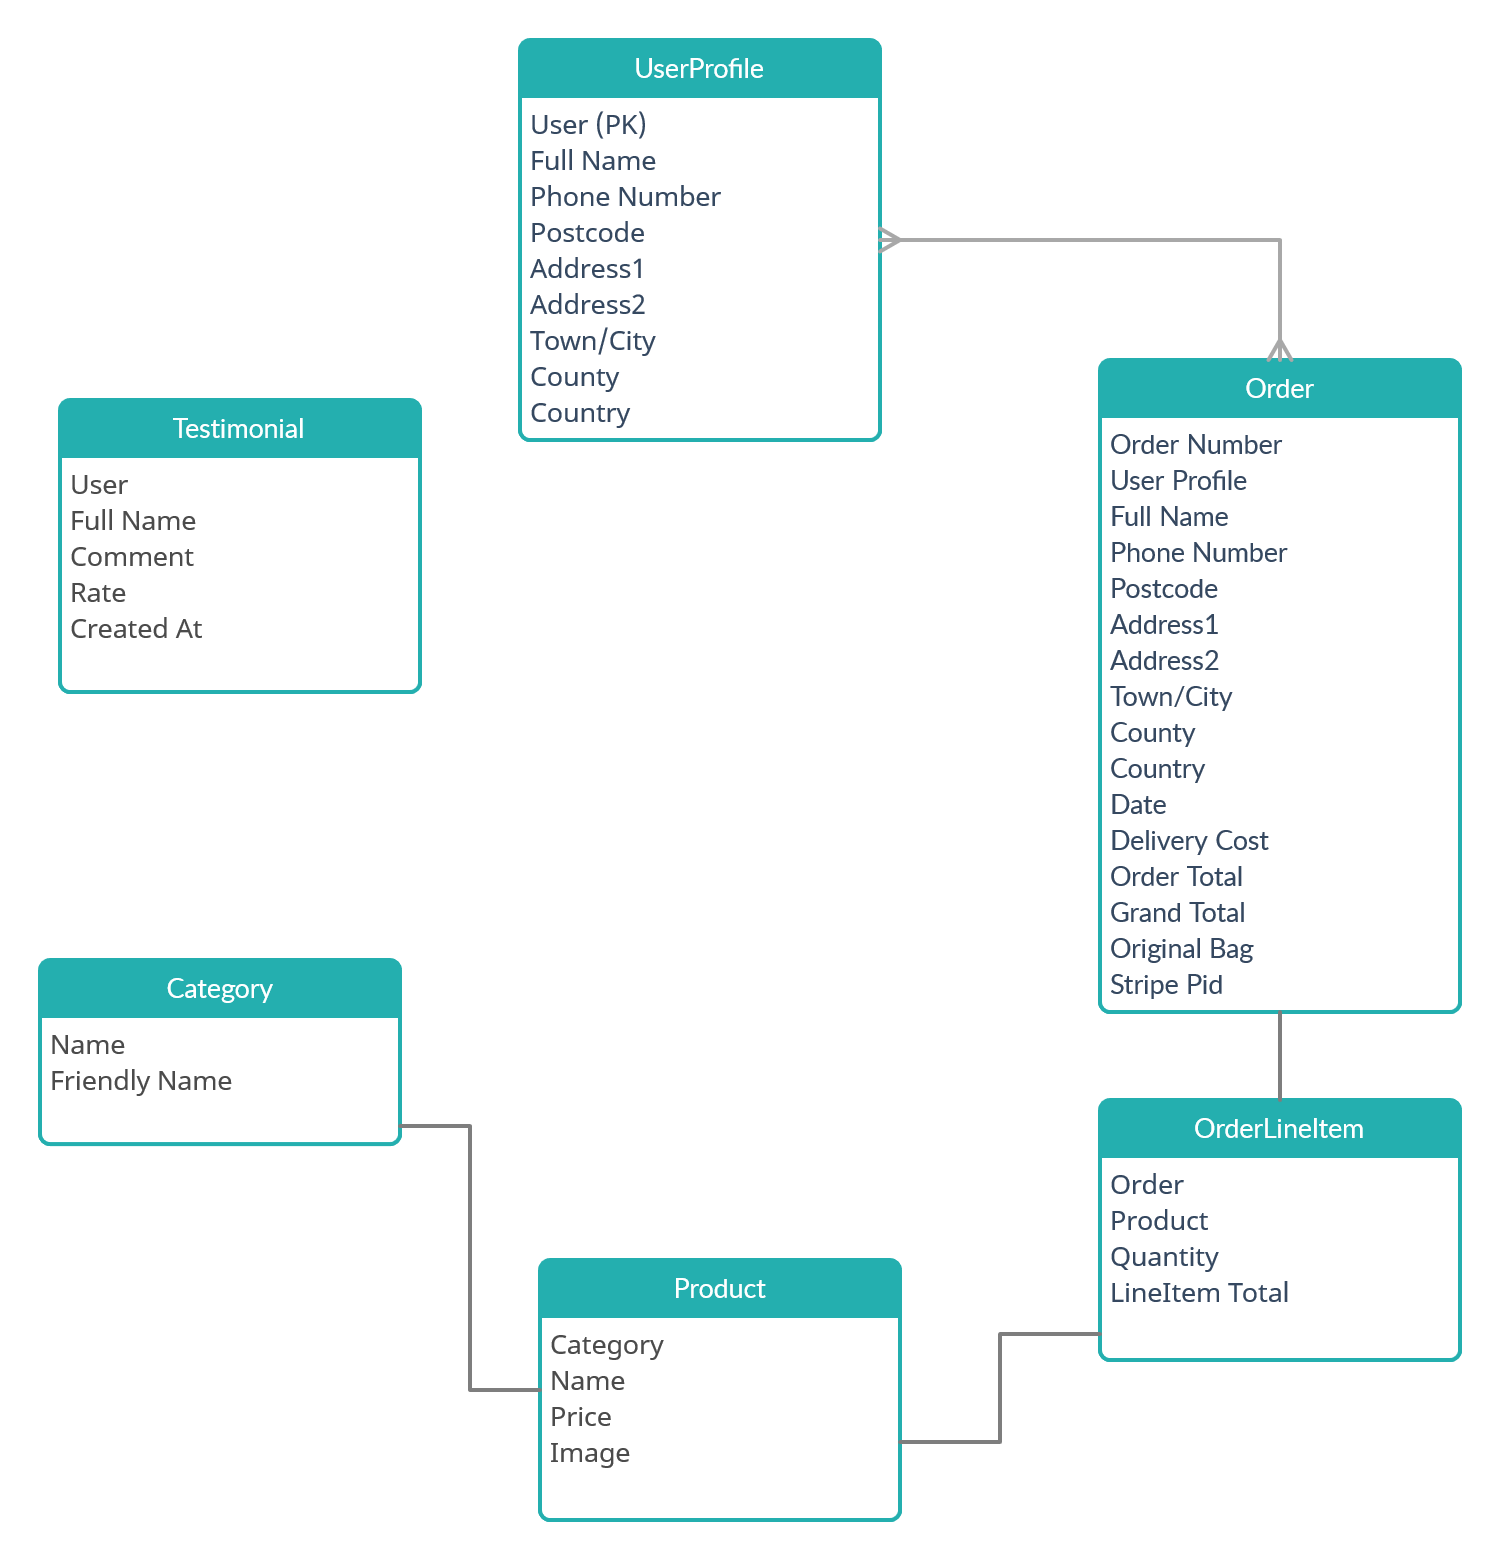 UserProfile
User (PK)
Full Name
Phone Number
Postcode
Address1
Address2
Town/City
County
Country
Order
Order Number
User Profile
Full Name
Phone Number
Postcode
Address1
Address2
Town/City
County
Country
Date
Delivery Cost
Order Total
Grand Total
Original Bag
Stripe Pid
Testimonial
User
Full Name
Comment
Rate
Created At
Category
Name
Friendly Name
OrderLineItem
Order
Product
Quantity
LineItem Total
Product
Category
Name
Price
Image